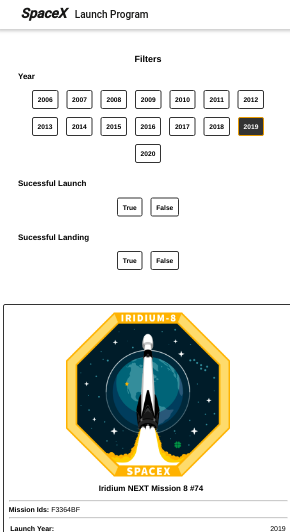 SpaceX Launch Program
Filters
Year
2006 2007 2008 2009 2010 2011 2012
2013 2014 2015 2016 2017 2018 2019
2020
Sucessful Launch
True False
Sucessful Landing
True False
IRIDIUM-8
SPACEX
Iridium NEXT Mission 8 #74
Mission Ids: F3364BF
Launch Year: 2019